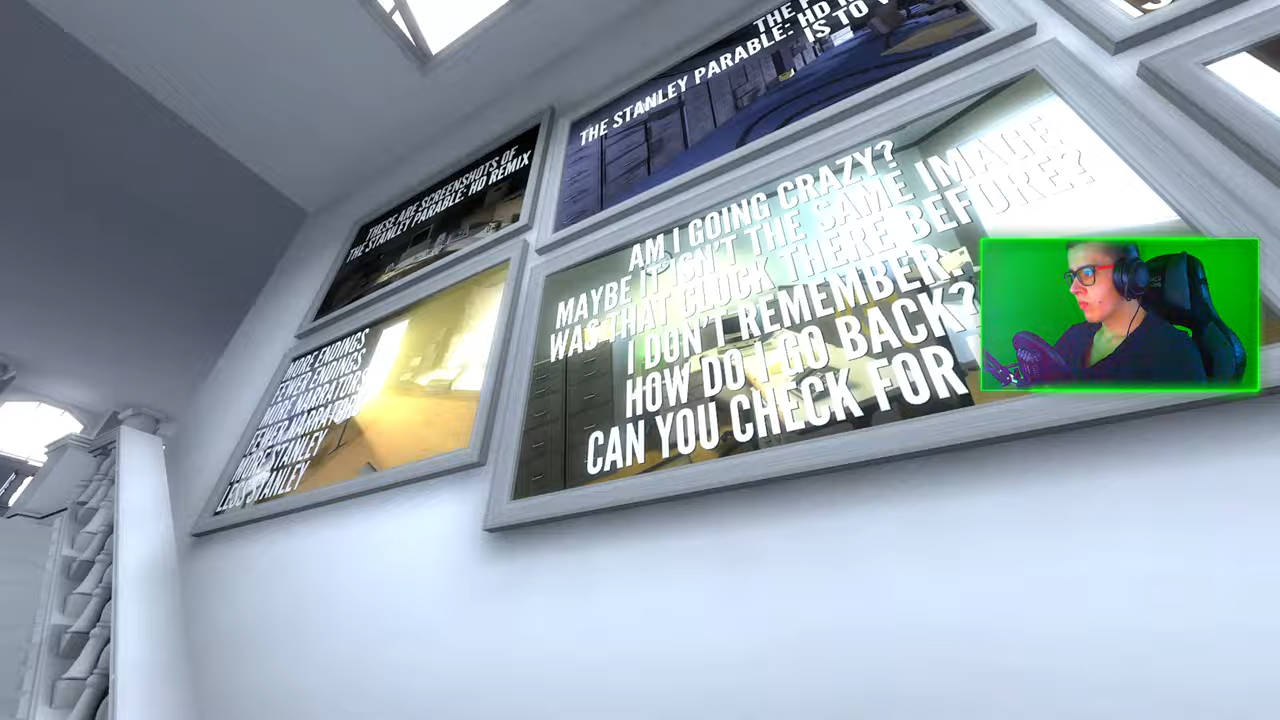 THE STANLEY PARABLE: HD
IS TO
THESE ARE SCREENSHOTS OF
THE STANLEY PARABLE: HD REMIX
AM I GOING CRAZY?
MAYBE IT ISN'T THE SAME IMAGE
WAS THAT CLOCK THERE BEFORE?
I DON'T REMEMBER.
HOW DO I GO BACK?
CAN YOU CHECK FOR
MORE ENDINGS
FEWER ENDINGS
MORE NARRATOR
FEWER NARRATOR
MORE STANLEY
LESS STANLEY